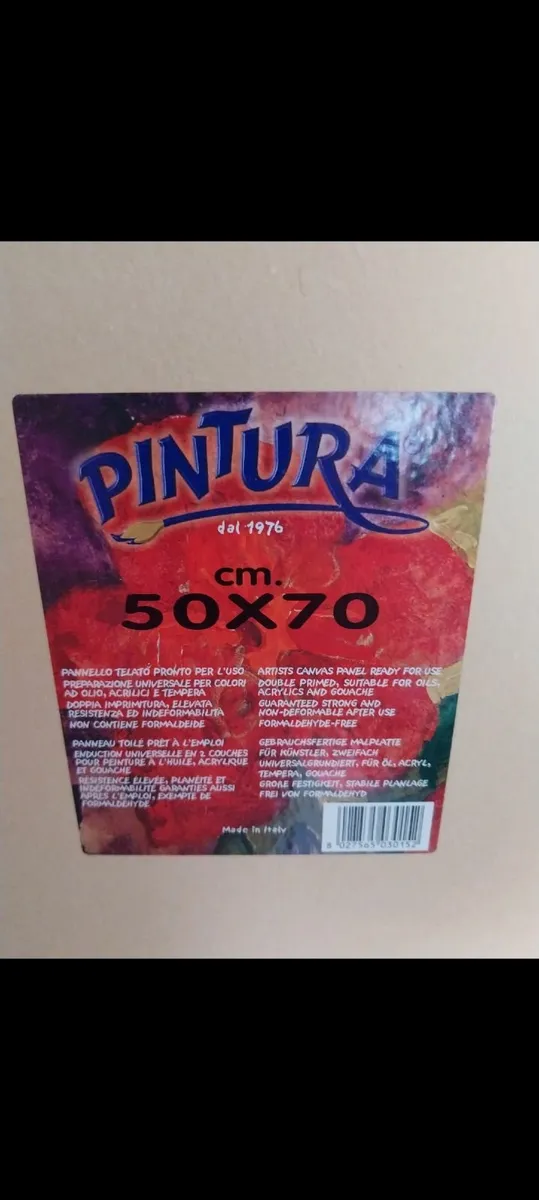 PINTURA
dal 1976
cm.
50X70
PANNELLO TELATO PRONTO PER L'USO
PREPARAZIONE UNIVERSALE PER COLORI
AD OLIO, ACRILICI E TEMPERA
DOPPIA IMPRIMITURA, ELEVATA
RESISTENZA ED INDEFORMABILITA
NON CONTIENE FORMALDEIDE
ARTISTS CANVAS PANEL READY FOR USE
DOUBLE PRIMED, SUITABLE FOR OILS,
ACRYLICS AND GOUACHE
GUARANTEED STRONG AND
NON-DEFORMABLE AFTER USE
FORMALDEHYDE-FREE
PANNEAU TOILÉ PRÊT À L'EMPLOI
ENDUCTION UNIVERSELLE EN 2 COUCHES
POUR PEINTURE A L'HUILE, ACRYLIQUE
ET GOUACHE
RESISTENCE ELEVÉE, PLANÉITÉ ET
INDEFORMABILITÉ GARANTIES AUSSI
APRÉS L'EMPLOI, EXEMPTE DE
FORMALDEHYDE
GEBRAUCHSFERTIGE MALPLATTE
FÜR KÜNSTLER, ZWEIFACH
UNIVERSALGRUNDIERT, FÜR ÖL, ACRYL,
TEMPERA, GOUACHE
GROßE FESTIGKEIT, STABILE PLANLAGE
FREI VON FORMALDEHYD
Made in Italy
8 027565 030152